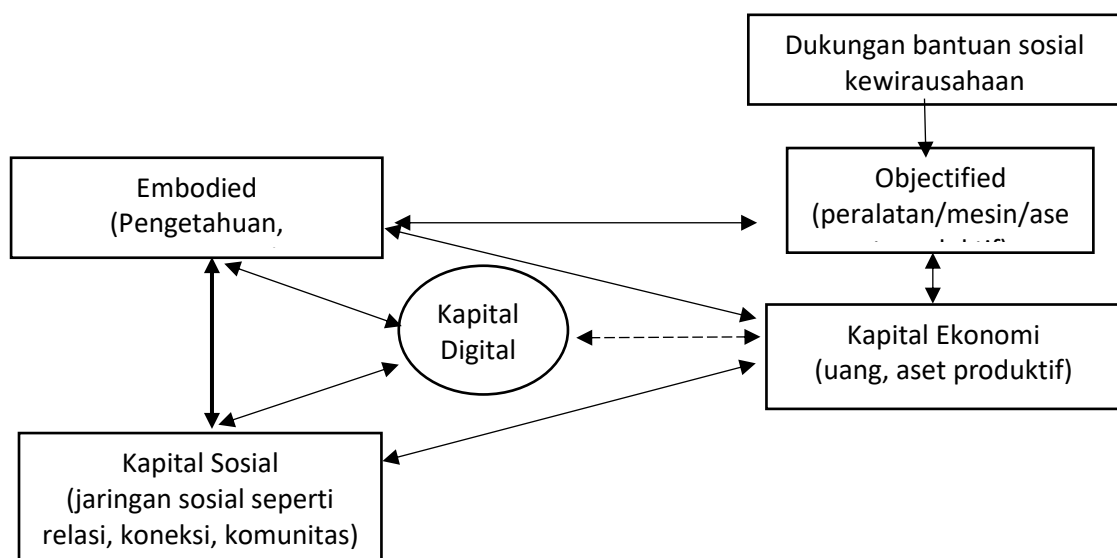 Dukungan bantuan sosial
kewirausahaan
Embodied
(Pengetahuan,
Objectified
(peralatan/mesin/ase
Kapital
Digital
Kapital Ekonomi
(uang, aset produktif)
Kapital Sosial
(jaringan sosial seperti
relasi, koneksi, komunitas)